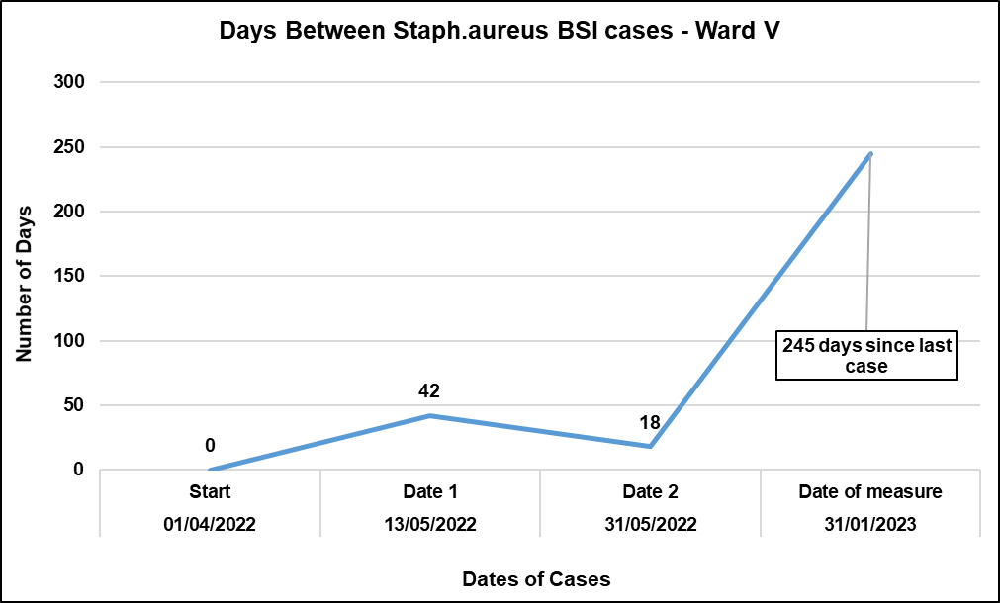 Days Between Staph.aureus BSI cases - Ward V
Number of Days
300
250
200
150
100
50
0
0
42
18
245 days since last
case
Start
Date 1
Date 2
Date of measure
01/04/2022
13/05/2022
31/05/2022
31/01/2023
Dates of Cases